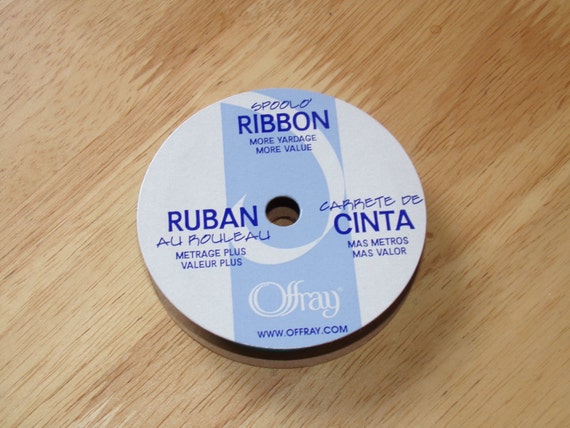 SPOOLO'
RIBBON
MORE YARDAGE
MORE VALUE
RUBAN
AU ROULEAU
METRAGE PLUS
VALEUR PLUS
CARRETE DE
CINTA
MAS METROS
MAS VALOR
Offray®
WWW.OFFRAY.COM